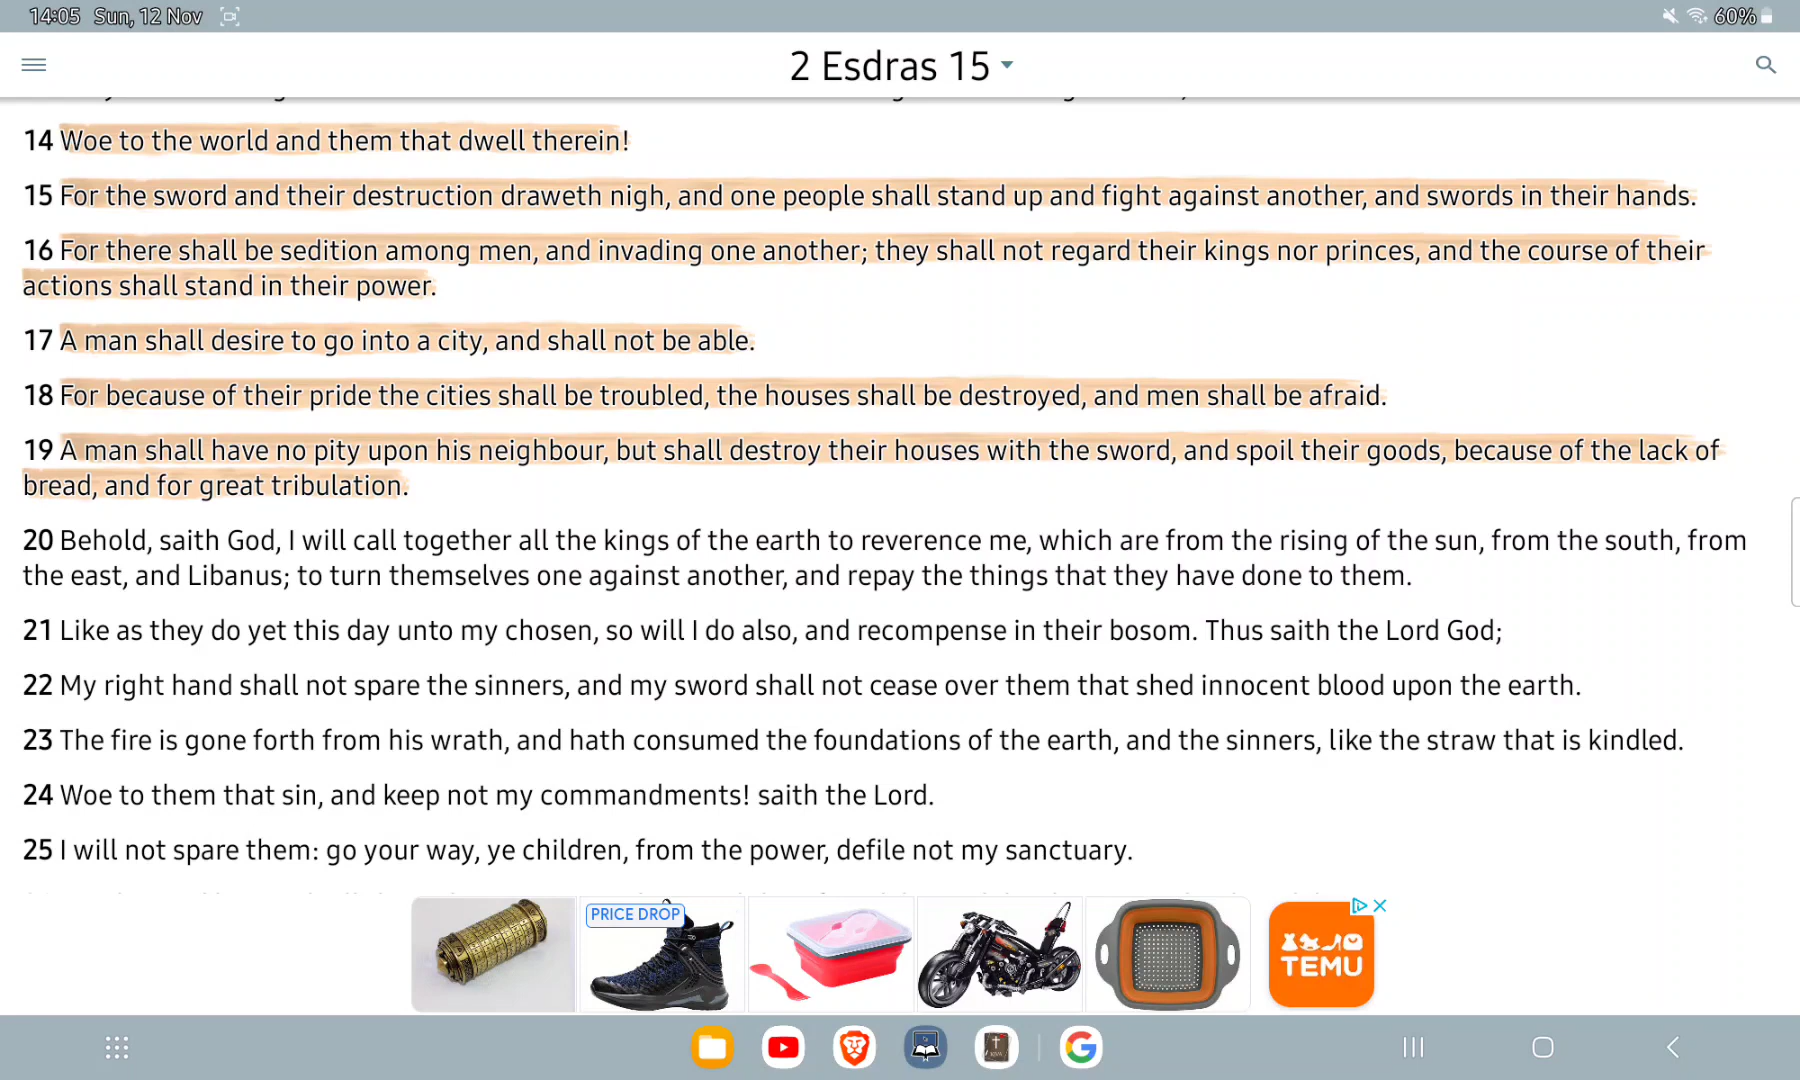 14:05 Sun, 12 Nov 60%
2 Esdras 15
14 Woe to the world and them that dwell therein!
15 For the sword and their destruction draweth nigh, and one people shall stand up and fight against another, and swords in their hands.
16 For there shall be sedition among men, and invading one another; they shall not regard their kings nor princes, and the course of their
actions shall stand in their power.
17 A man shall desire to go into a city, and shall not be able.
18 For because of their pride the cities shall be troubled, the houses shall be destroyed, and men shall be afraid.
19 A man shall have no pity upon his neighbour, but shall destroy their houses with the sword, and spoil their goods, because of the lack of
bread, and for great tribulation.
20 Behold, saith God, I will call together all the kings of the earth to reverence me, which are from the rising of the sun, from the south, from
the east, and Libanus; to turn themselves one against another, and repay the things that they have done to them.
21 Like as they do yet this day unto my chosen, so will I do also, and recompense in their bosom. Thus saith the Lord God;
22 My right hand shall not spare the sinners, and my sword shall not cease over them that shed innocent blood upon the earth.
23 The fire is gone forth from his wrath, and hath consumed the foundations of the earth, and the sinners, like the straw that is kindled.
24 Woe to them that sin, and keep not my commandments! saith the Lord.
25 I will not spare them: go your way, ye children, from the power, defile not my sanctuary.
PRICE DROP
TEMU